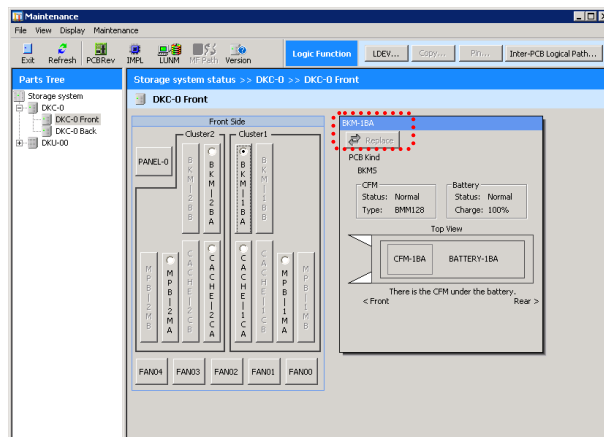 Maintenance
File View Display Maintenance
Exit Refresh PCBRev IMPL LUNM MF Path Version Logic Function LDEV... Copy... Pin... Inter-PCB Logical Path...
Parts Tree
Storage system status >> DKC-0 >> DKC-0 Front
Storage system
DKC-0
DKC-0 Front
DKC-0 Back
DKU-00
DKC-0 Front
Front Side
Cluster2 Cluster1
PANEL-0
BKM-2BB
BKM-2BA
BKM-1BA
BKM-1BB
MPB-2MB
MPB-2MA
CACHE-2CB
CACHE-2CA
CACHE-1CA
CACHE-1CB
MPB-1MA
MPB-1MB
FAN04 FAN03 FAN02 FAN01 FAN00
BKM-1BA
Replace
PCB Kind
BKMS
CFM
Status: Normal
Type: BMM128
Battery
Status: Normal
Charge: 100%
Top View
CFM-1BA BATTERY-1BA
There is the CFM under the battery.
< Front Rear >